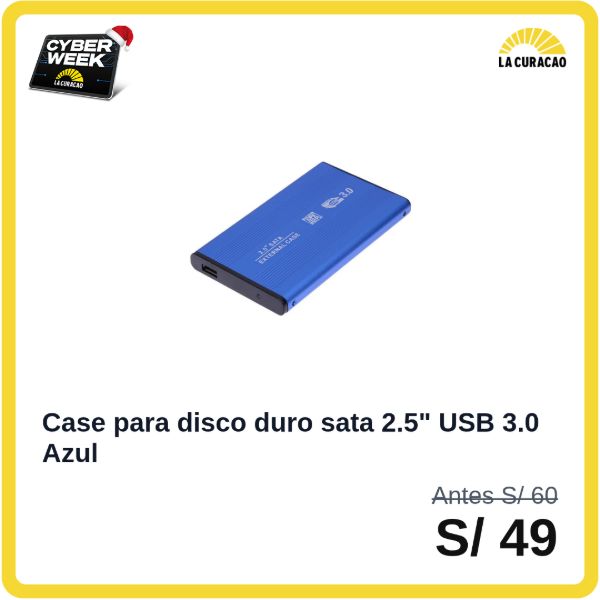 CYBER
WEEK
LA CURACAO
LA CURACAO
3.0
2.5" SATA
EXTERNAL CASE
Case para disco duro sata 2.5" USB 3.0
Azul
Antes S/ 60
S/ 49